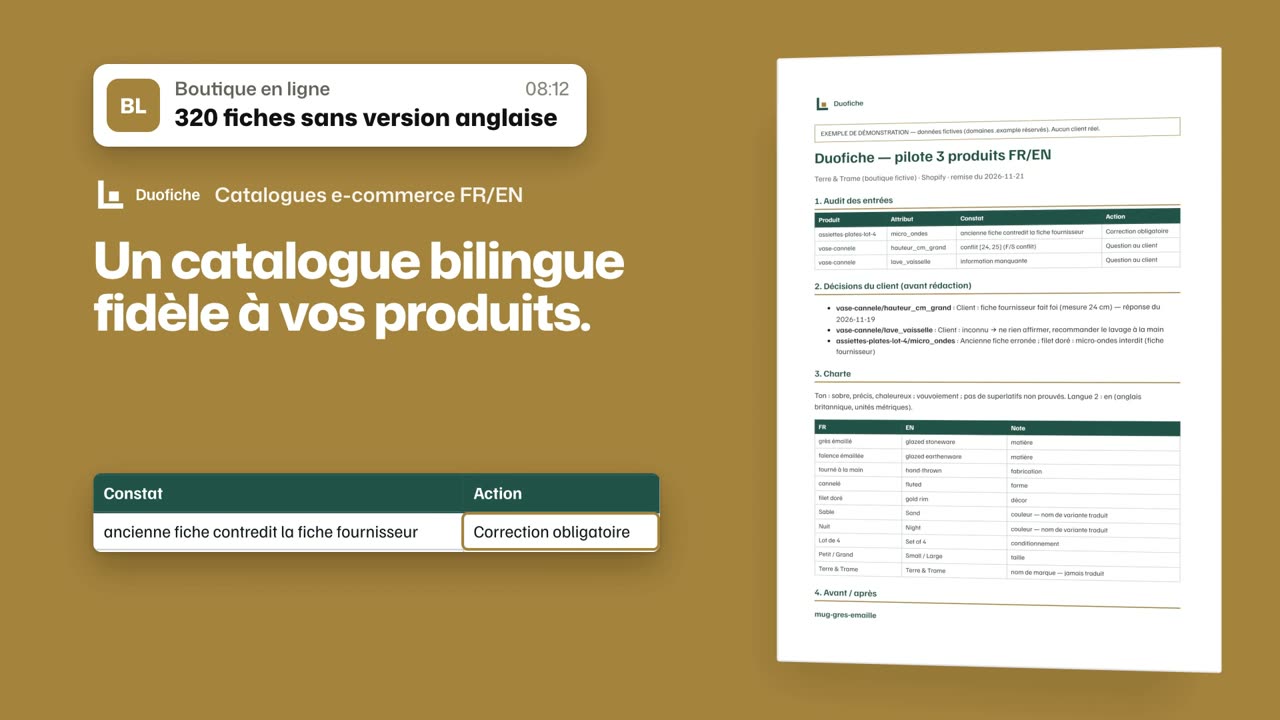 BL
Boutique en ligne 08:12
320 fiches sans version anglaise
Duofiche Catalogues e-commerce FR/EN
Un catalogue bilingue
fidèle à vos produits.
Constat Action
ancienne fiche contredit la fiche fournisseur Correction obligatoire
Duofiche
EXEMPLE DE DÉMONSTRATION — données fictives (domaines .example réservés). Aucun client réel.
Duofiche — pilote 3 produits FR/EN
Terre & Trame (boutique fictive) · Shopify · remise du 2026-11-21
1. Audit des entrées
Produit Attribut Constat Action
assiettes-plates-lot-4 micro_ondes ancienne fiche contredit la fiche fournisseur Correction obligatoire
vase-cannele hauteur_cm_grand conflit [24, 25] (F/S conflit) Question au client
vase-cannele lave_vaisselle information manquante Question au client
2. Décisions du client (avant rédaction)
• vase-cannele/hauteur_cm_grand : Client : fiche fournisseur fait foi (mesure 24 cm) — réponse du
2026-11-19
• vase-cannele/lave_vaisselle : Client : inconnu → ne rien affirmer, recommander le lavage à la main
• assiettes-plates-lot-4/micro_ondes : Ancienne fiche erronée ; filet doré : micro-ondes interdit (fiche
fournisseur)
3. Charte
Ton : sobre, précis, chaleureux ; vouvoiement ; pas de superlatifs non prouvés. Langue 2 : en (anglais
britannique, unités métriques).
FR EN Note
grès émaillé glazed stoneware matière
faïence émaillée glazed earthenware matière
tourné à la main hand-thrown fabrication
cannelé fluted forme
filet doré gold rim décor
Sable Sand couleur — nom de variante traduit
Nuit Night couleur — nom de variante traduit
Lot de 4 Set of 4 conditionnement
Petit / Grand Small / Large taille
Terre & Trame Terre & Trame nom de marque — jamais traduit
4. Avant / après
mug-gres-emaille